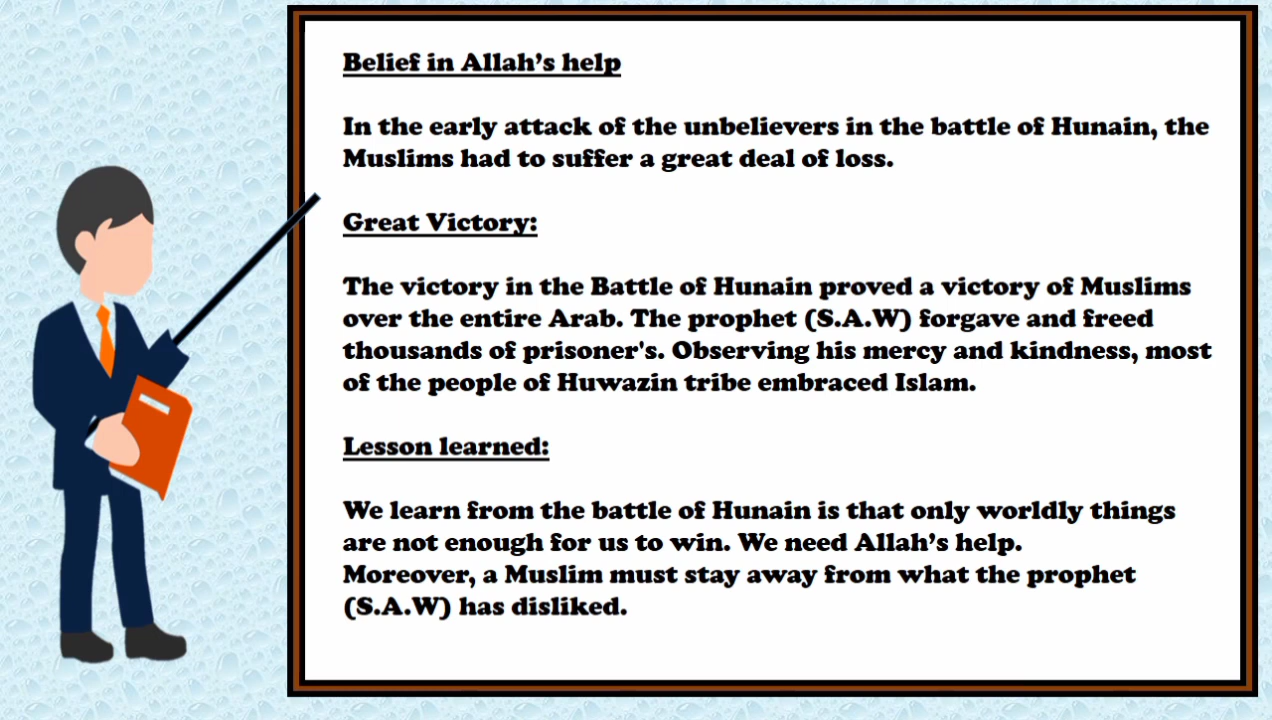 Belief in Allah’s help
In the early attack of the unbelievers in the battle of Hunain, the
Muslims had to suffer a great deal of loss.
Great Victory:
The victory in the Battle of Hunain proved a victory of Muslims
over the entire Arab. The prophet (S.A.W) forgave and freed
thousands of prisoner's. Observing his mercy and kindness, most
of the people of Huwazin tribe embraced Islam.
Lesson learned:
We learn from the battle of Hunain is that only worldly things
are not enough for us to win. We need Allah’s help.
Moreover, a Muslim must stay away from what the prophet
(S.A.W) has disliked.